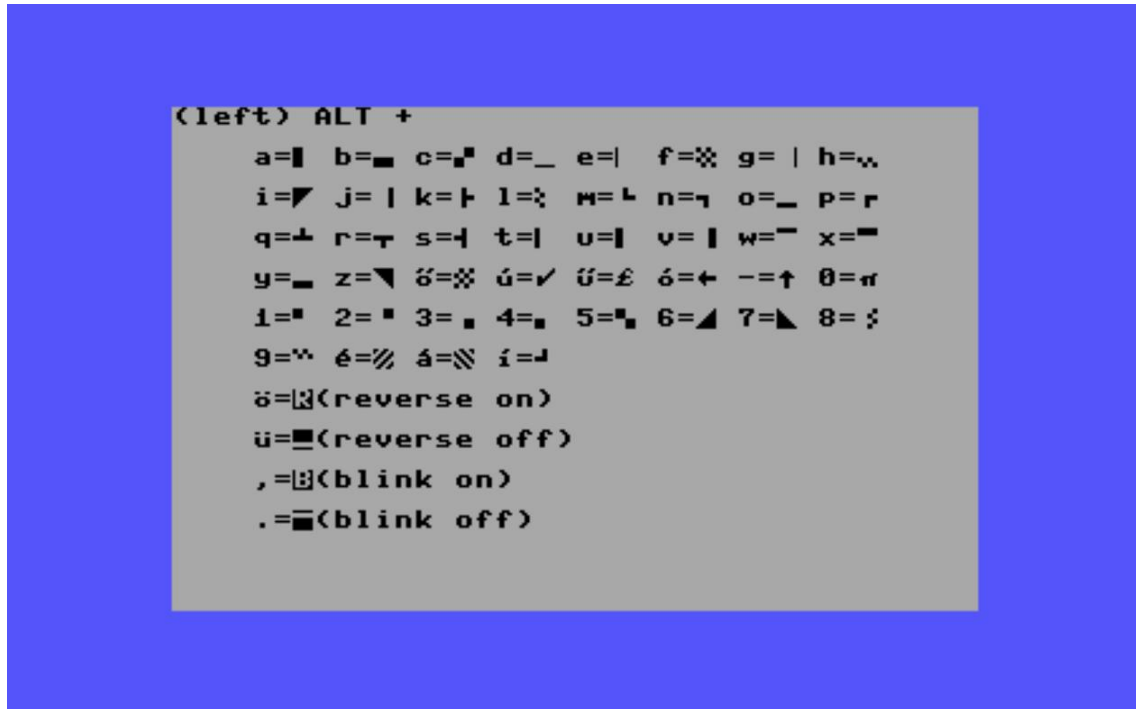 (left) ALT +
a=▌ b=▄ c=▞ d=_ e=▏ f=▒ g=│ h=␣
i=◤ j=│ k=├ l= m=└ n=┐ o=▂ p=┌
q=┴ r=┬ s=┤ t=▎ u=▍ v=▐ w=▔ x=▀
y=▃ z=◥ ő=▒ ú=✓ ű=£ ó=← -=↑ 0=π
1=▘ 2=▝ 3=▗ 4=▖ 5=▚ 6=◢ 7=◣ 8=
9= é=▨ á=▧ í=┘
ö=R(reverse on)
ü=(reverse off)
,=B(blink on)
.=(blink off)